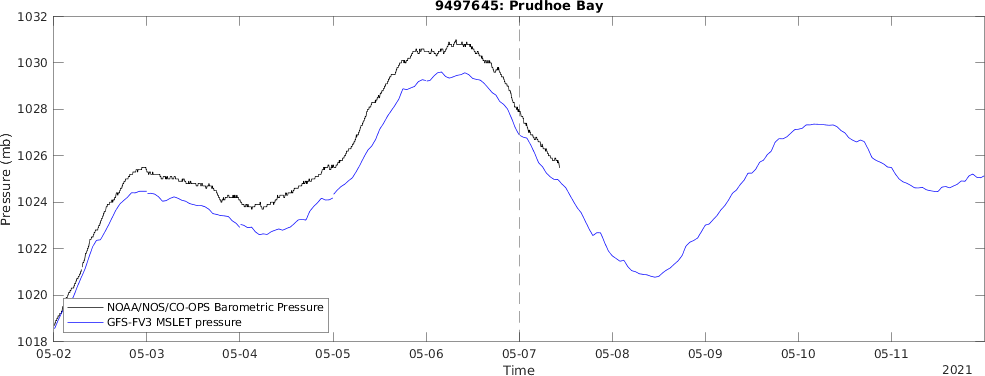 9497645: Prudhoe Bay
Pressure (mb)
1032
1030
1028
1026
1024
1022
1020
1018
NOAA/NOS/CO-OPS Barometric Pressure
GFS-FV3 MSLET pressure
05-02 05-03 05-04 05-05 05-06 05-07 05-08 05-09 05-10 05-11
Time
2021